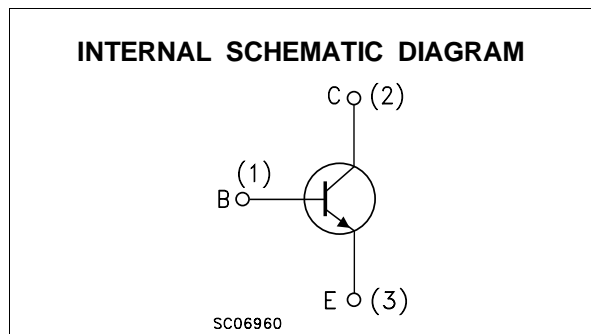 INTERNAL SCHEMATIC DIAGRAM
C (2)
(1)
B
E (3)
SC06960